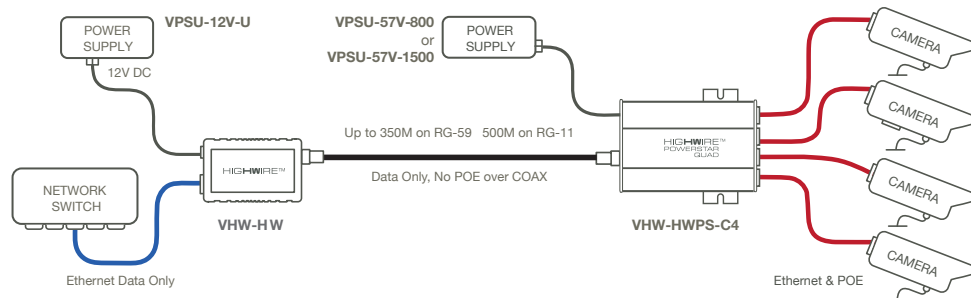 VPSU-12V-U
POWER
SUPPLY
12V DC
VPSU-57V-800
or
VPSU-57V-1500
POWER
SUPPLY
CAMERA
CAMERA
CAMERA
CAMERA
Up to 350M on RG-59 500M on RG-11
Data Only, No POE over COAX
HIGHWIRE™
VHW-HW
HIGHWIRE™
POWERSTAR
QUAD
VHW-HWPS-C4
NETWORK
SWITCH
Ethernet Data Only
Ethernet & POE